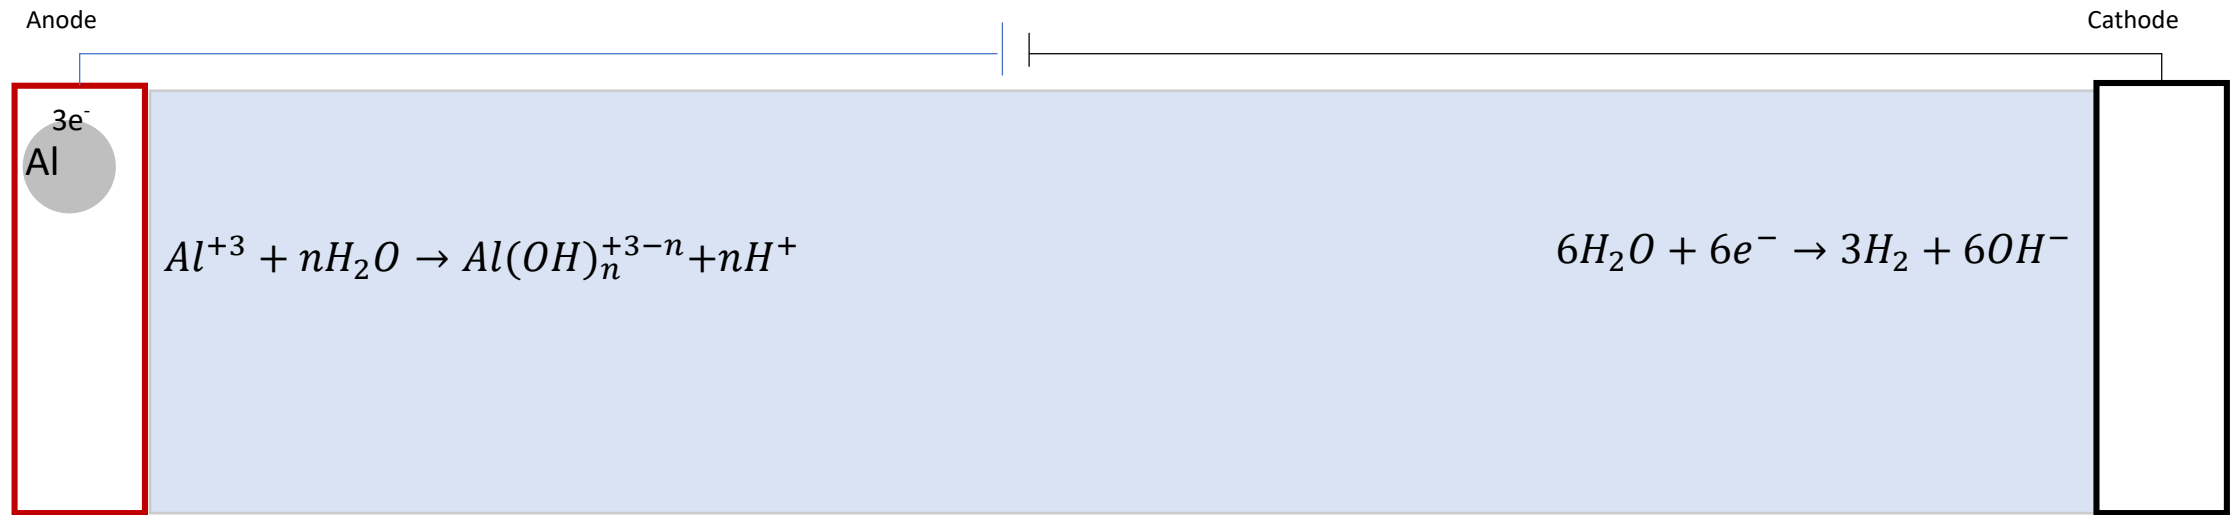 Anode
Cathode
3e⁻
Al
Al⁺³ + nH₂O → Al(OH)ₙ⁺³⁻ⁿ+nH⁺
6H₂O + 6e⁻ → 3H₂ + 6OH⁻